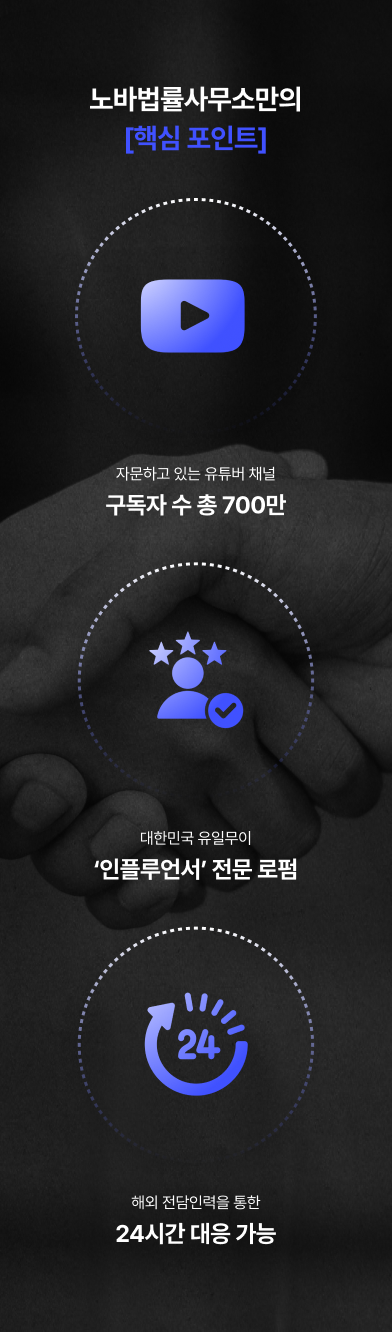 노바법률사무소만의
[핵심 포인트]
자문하고 있는 유튜버 채널
구독자 수 총 700만
대한민국 유일무이
‘인플루언서’ 전문 로펌
24
해외 전담인력을 통한
24시간 대응 가능